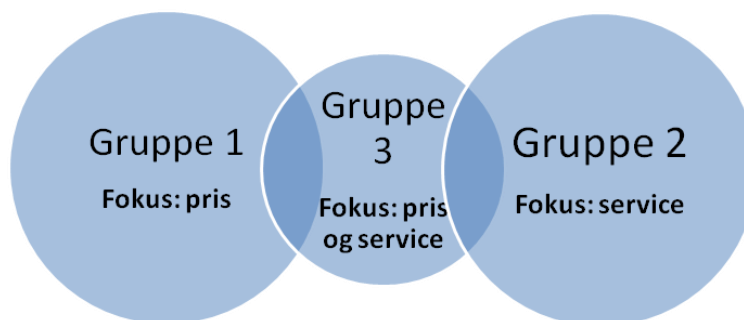 Gruppe 1
Fokus: pris
Gruppe
3
Fokus: pris
og service
Gruppe 2
Fokus: service